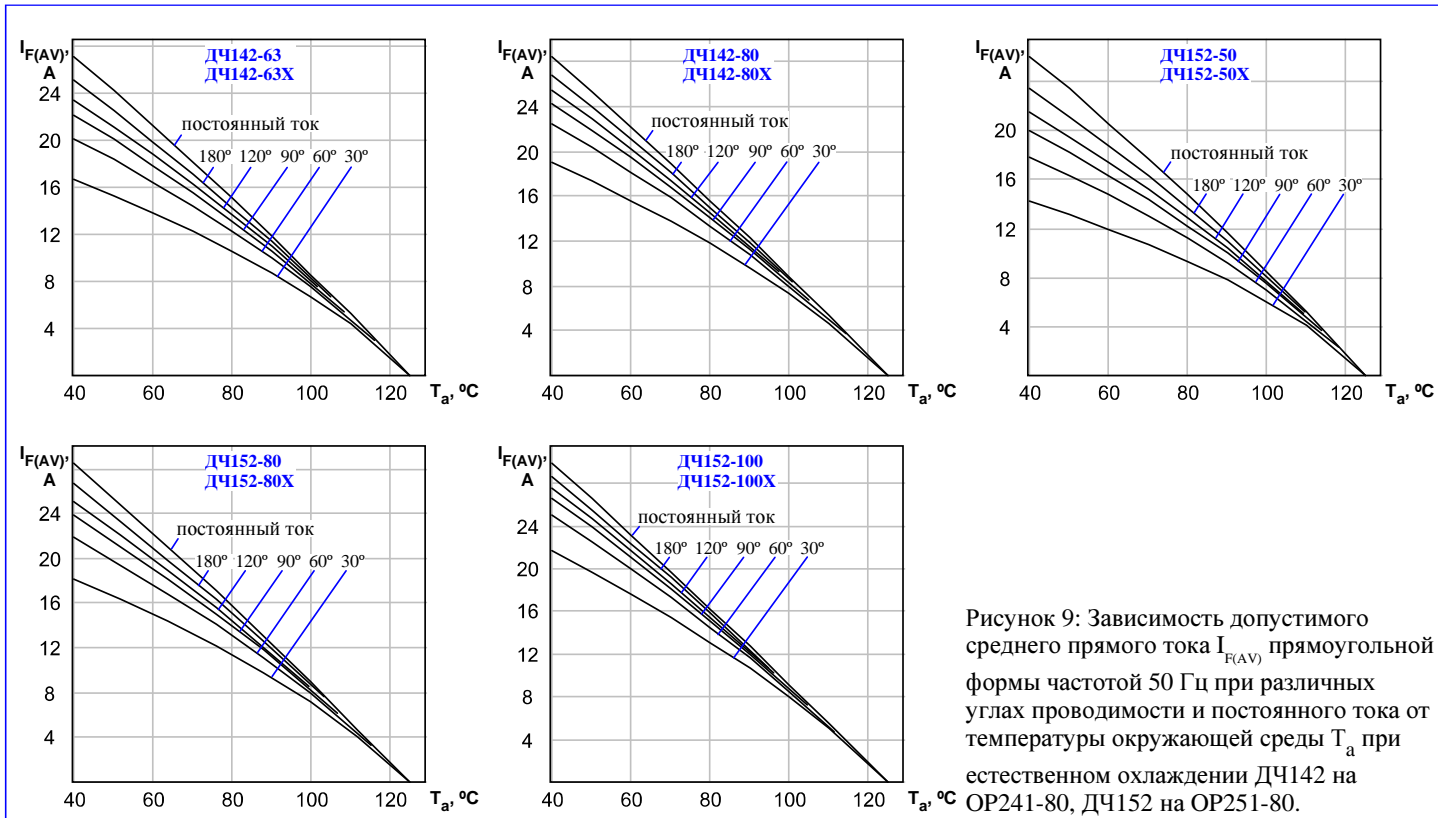 I F(AV), A
ДЧ142-63
ДЧ142-63Х
24
20
16
12
8
4
постоянный ток
180º 120º 90º 60º 30º
40 60 80 100 120 Ta, ºC
I F(AV), A
ДЧ142-80
ДЧ142-80Х
24
20
16
12
8
4
постоянный ток
180º 120º 90º 60º 30º
40 60 80 100 120 Ta, ºC
I F(AV), A
ДЧ152-50
ДЧ152-50Х
20
16
12
8
4
постоянный ток
180º 120º 90º 60º 30º
40 60 80 100 120 Ta, ºC
I F(AV), A
ДЧ152-80
ДЧ152-80Х
24
20
16
12
8
4
постоянный ток
180º 120º 90º 60º 30º
40 60 80 100 120 Ta, ºC
I F(AV), A
ДЧ152-100
ДЧ152-100Х
24
20
16
12
8
4
постоянный ток
180º 120º 90º 60º 30º
40 60 80 100 120 Ta, ºC
Рисунок 9: Зависимость допустимого
среднего прямого тока I F(AV) прямоугольной
формы частотой 50 Гц при различных
углах проводимости и постоянного тока от
температуры окружающей среды Ta при
естественном охлаждении ДЧ142 на
ОР241-80, ДЧ152 на ОР251-80.